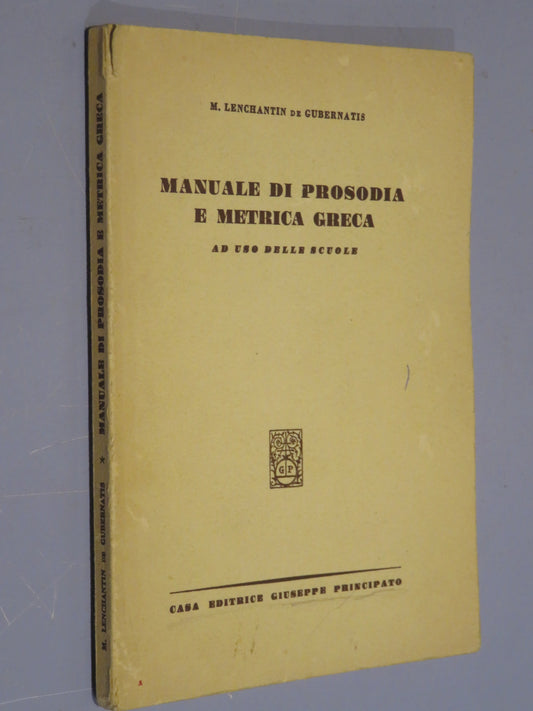 M. LENCHANTIN DE GUBERNATIS
MANUALE DI PROSODIA
E METRICA GRECA
AD USO DELLE SCUOLE
G P
CASA EDITRICE GIUSEPPE PRINCIPATO
M. LENCHANTIN DE GUBERNATIS * MANUALE DI PROSODIA E METRICA GRECA